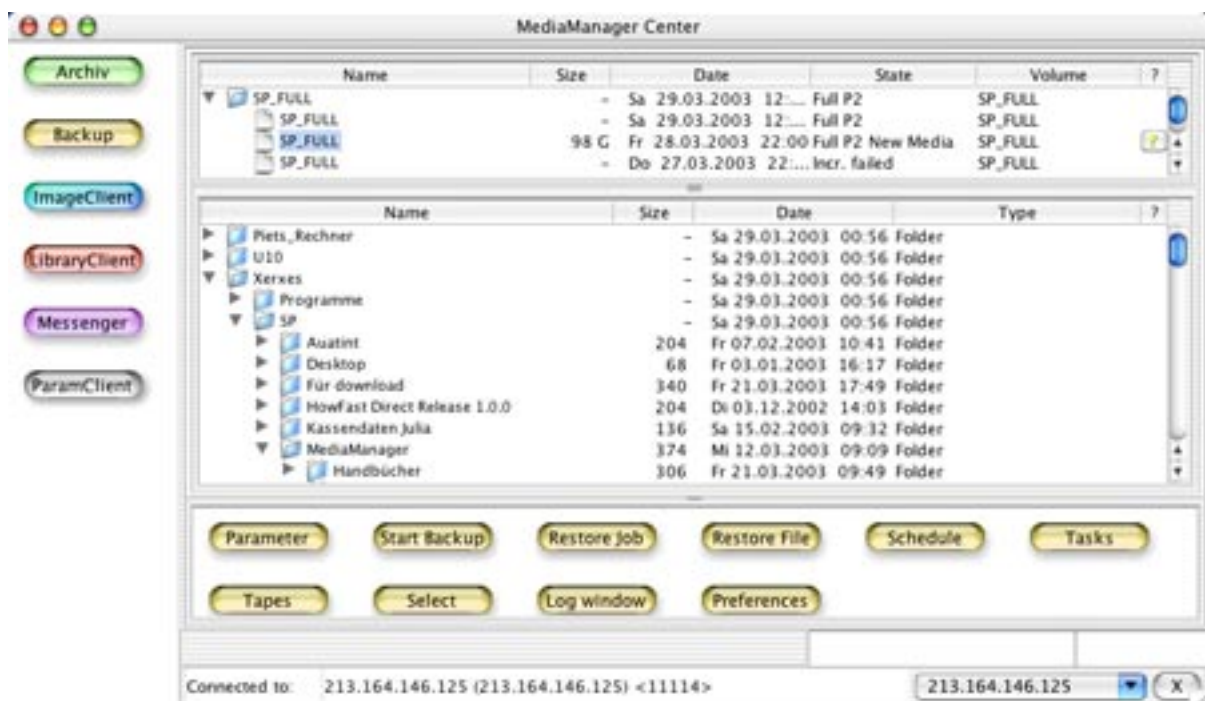 MediaManager Center
Archiv
Backup
ImageClient
LibraryClient
Messenger
ParamClient
Name Size Date State Volume ?
SP_FULL - Sa 29.03.2003 12:... Full P2 SP_FULL
SP_FULL - Sa 29.03.2003 12:... Full P2 SP_FULL
SP_FULL 98 G Fr 28.03.2003 22:00 Full P2 New Media SP_FULL ?
SP_FULL - Do 27.03.2003 22:... Incr. failed SP_FULL
Name Size Date Type ?
Piets_Rechner - Sa 29.03.2003 00:56 Folder
U10 - Sa 29.03.2003 00:56 Folder
Xerxes - Sa 29.03.2003 00:56 Folder
Programme - Sa 29.03.2003 00:56 Folder
SP - Sa 29.03.2003 00:56 Folder
Auatint 204 Fr 07.02.2003 10:41 Folder
Desktop 68 Fr 03.01.2003 16:17 Folder
Für download 340 Fr 21.03.2003 17:49 Folder
HowFast Direct Release 1.0.0 204 Di 03.12.2002 14:03 Folder
Kassendaten Julia 136 Sa 15.02.2003 09:32 Folder
MediaManager 374 Mi 12.03.2003 09:09 Folder
Handbücher 306 Fr 21.03.2003 09:49 Folder
Parameter Start Backup Restore Job Restore File Schedule Tasks
Tapes Select Log window Preferences
Connected to: 213.164.146.125 (213.164.146.125) <11114> 213.164.146.125 X